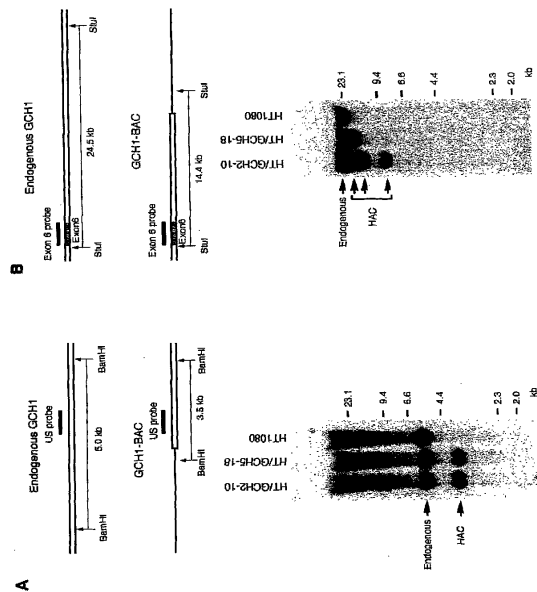 A
Endogenous GCH1
US probe
BamHI
BamHI
5.0 kb
GCH1-BAC
US probe
BamHI
BamHI
3.5 kb
HT/GCH2-10
HT/GCH5-18
HT1080
Endogenous
HAC
23.1
9.4
6.6
4.4
2.3
2.0
kb
B
Endogenous GCH1
Exon 6 probe
Exon6
StuI
StuI
24.5 kb
GCH1-BAC
Exon 6 probe
Exon6
StuI
StuI
14.4 kb
HT/GCH2-10
HT/GCH5-18
HT1080
Endogenous
HAC
23.1
9.4
6.6
4.4
2.3
2.0
kb